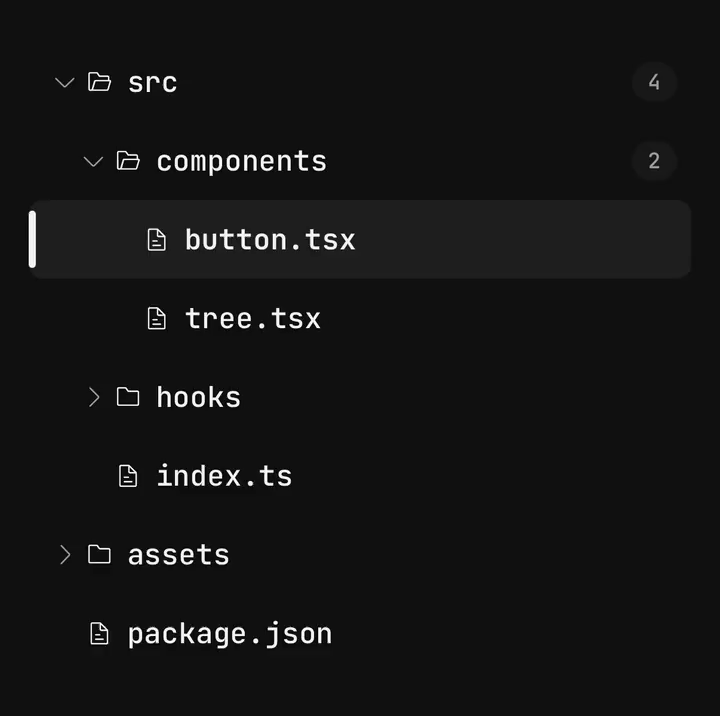 src 4
components 2
button.tsx
tree.tsx
hooks
index.ts
assets
package.json